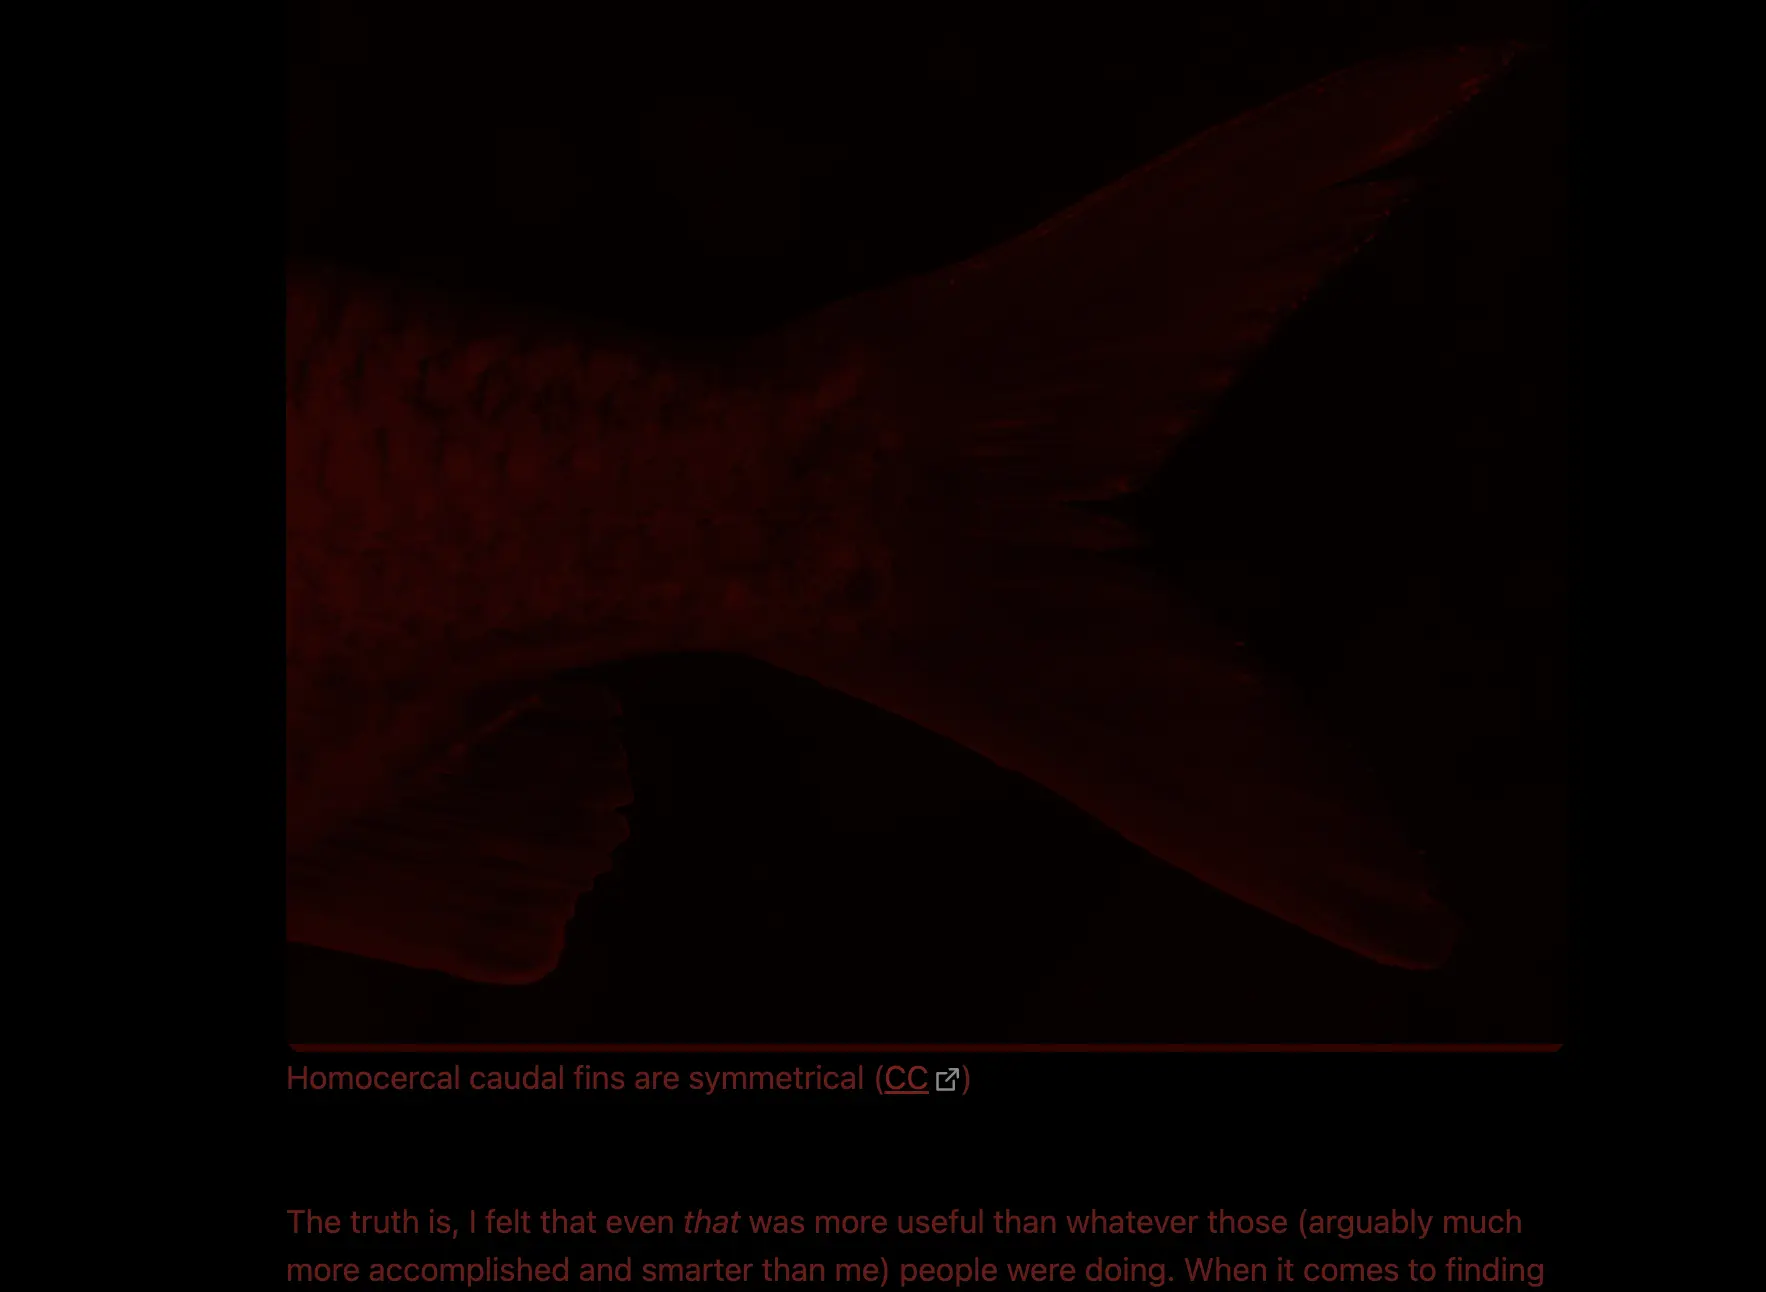 Homocercal caudal fins are symmetrical (CC)
The truth is, I felt that even that was more useful than whatever those (arguably much
more accomplished and smarter than me) people were doing. When it comes to finding